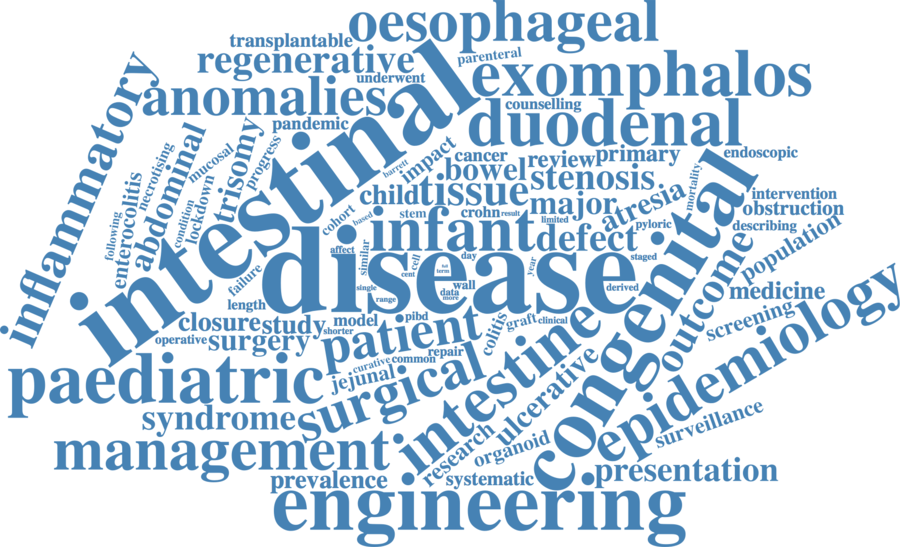 oesophageal
transplantable
regenerative
parenteral
underwent
exomphalos
anomalies
counselling
duodenal
pandemic
inflammatory
intestinal
abdominal
necrotising
enterocolitis
following
mucosal
trisomy
progress
condition
lockdown
impact
barrett
cancer
bowel
review
primary
endoscopic
child
tissue
stenosis
cohort
based
stem
crohn
result
major
limited
atresia
mortality
intervention
obstruction
pyloric
describing
infant
defect
congenital
population
staged
disease
affect
similar
cell
cent
day
term
wall
data
more
year
single
range
derived
failure
length
outcome
medicine
closure
study
model
pibd
shorter
operative
surgery
patient
colitis
graft
clinical
screening
epidemiology
repair
common
curative
jejunal
paediatric
surgical
intestine
ulcerative
syndrome
management
research
organoid
surveillance
prevalence
systematic
presentation
engineering